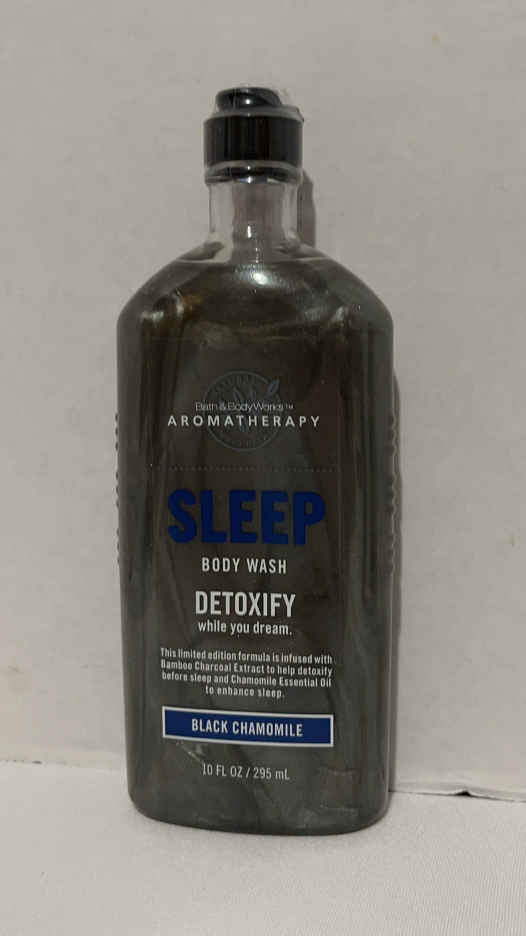 Bath & Body Works™
AROMATHERAPY
SLEEP
BODY WASH
DETOXIFY
while you dream.
This limited edition formula is infused with
Bamboo Charcoal Extract to help detoxify
before sleep and Chamomile Essential Oil
to enhance sleep.
BLACK CHAMOMILE
10 FL OZ / 295 mL